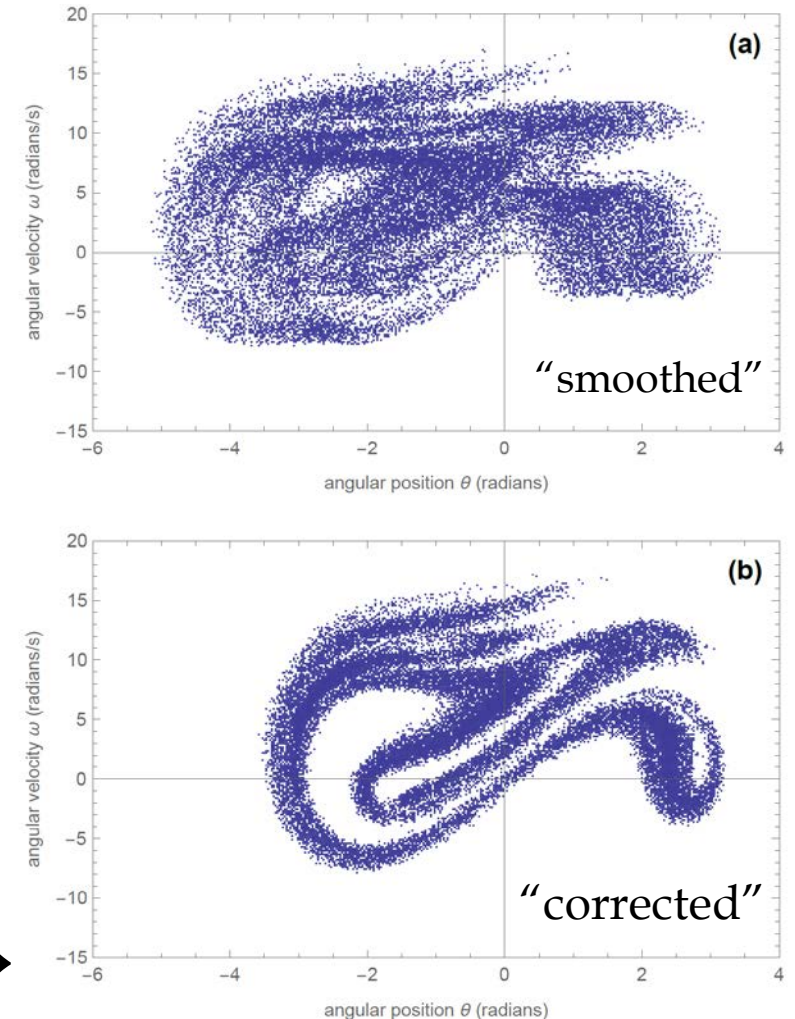 (a)
20
15
10
5
0
−5
−10
−15
angular velocity ω (radians/s)
“smoothed”
−6 −4 −2 0 2 4
angular position θ (radians)
(b)
20
15
10
5
0
−5
−10
−15
angular velocity ω (radians/s)
“corrected”
−6 −4 −2 0 2 4
angular position θ (radians)